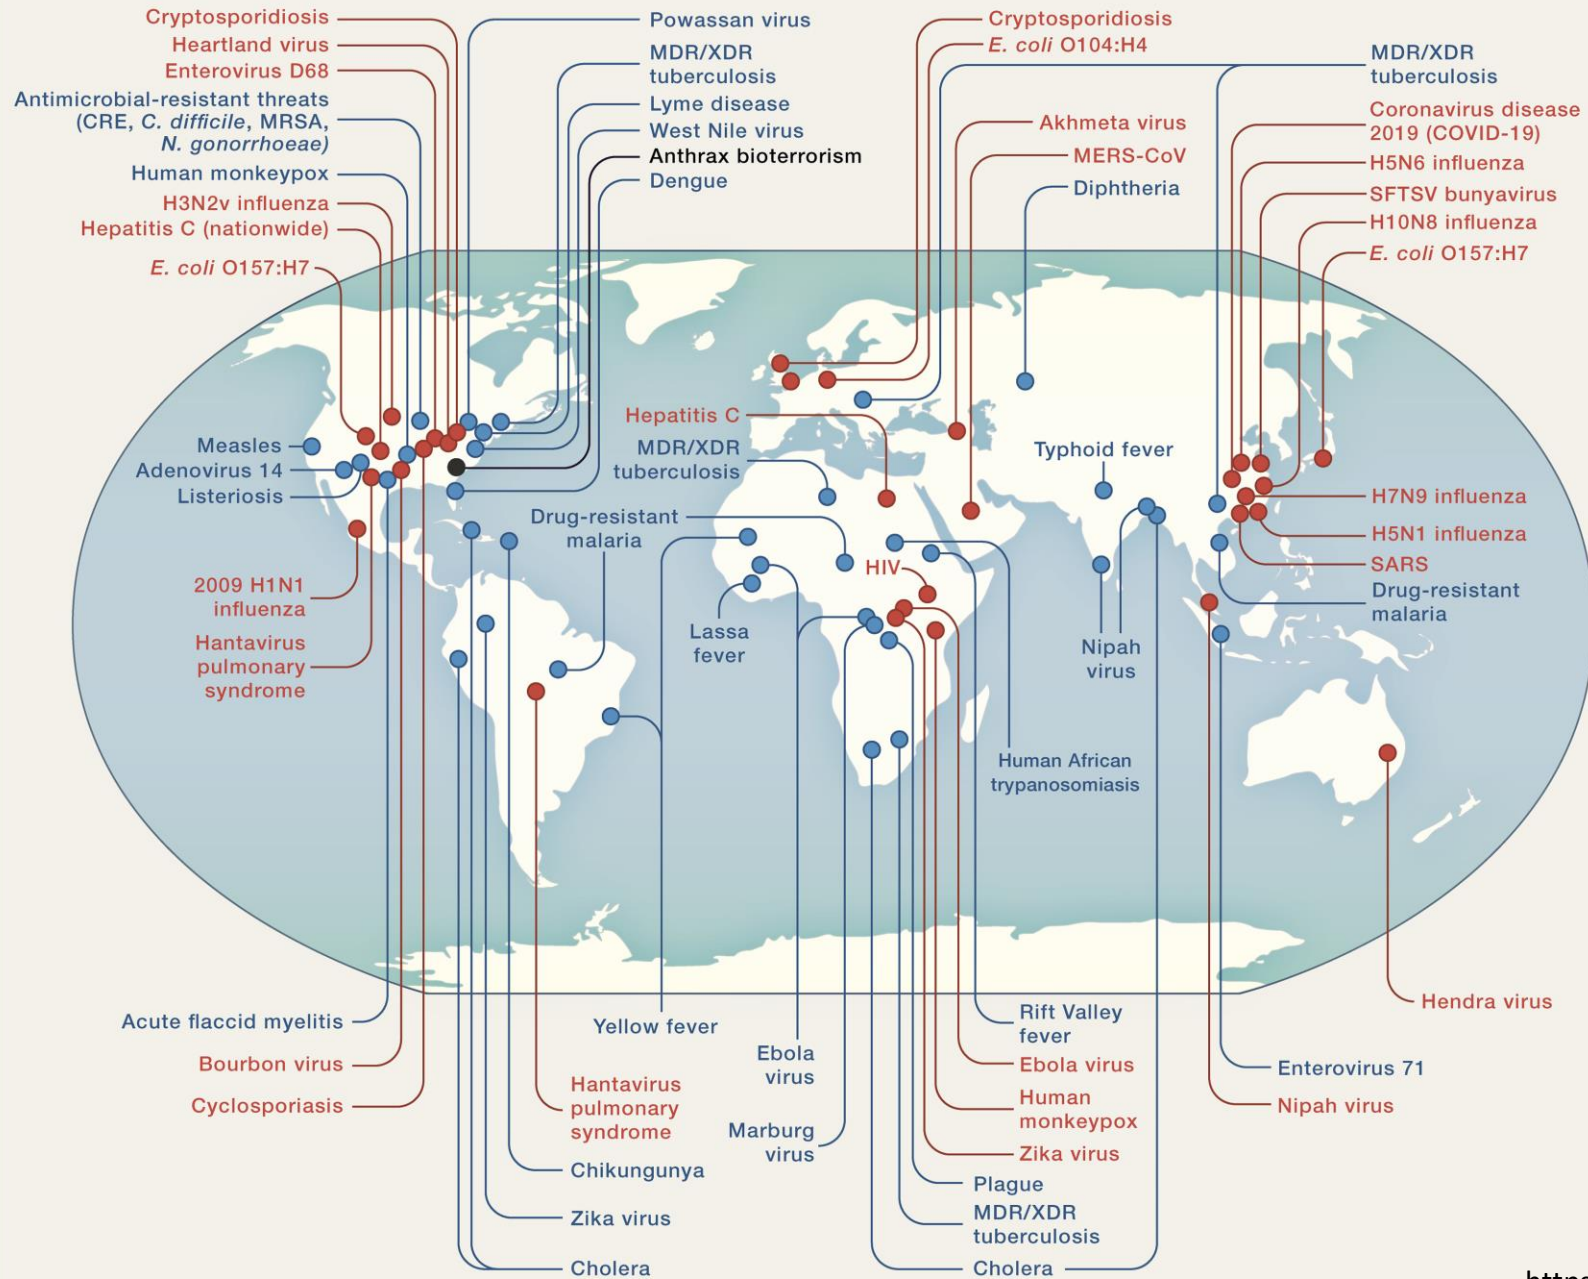 Cryptosporidiosis
Heartland virus
Enterovirus D68
Antimicrobial-resistant threats
(CRE, C. difficile, MRSA,
N. gonorrhoeae)
Human monkeypox
H3N2v influenza
Hepatitis C (nationwide)
E. coli O157:H7
Powassan virus
MDR/XDR
tuberculosis
Lyme disease
West Nile virus
Anthrax bioterrorism
Dengue
Cryptosporidiosis
E. coli O104:H4
Akhmeta virus
MERS-CoV
Diphtheria
MDR/XDR
tuberculosis
Coronavirus disease
2019 (COVID-19)
H5N6 influenza
SFTSV bunyavirus
H10N8 influenza
E. coli O157:H7
Measles
Adenovirus 14
Listeriosis
2009 H1N1
influenza
Hantavirus
pulmonary
syndrome
Hepatitis C
MDR/XDR
tuberculosis
Drug-resistant
malaria
HIV
Lassa
fever
Typhoid fever
Nipah
virus
Human African
trypanosomiasis
H7N9 influenza
H5N1 influenza
SARS
Drug-resistant
malaria
Hendra virus
Acute flaccid myelitis
Bourbon virus
Cyclosporiasis
Yellow fever
Ebola
virus
Hantavirus
pulmonary
syndrome
Marburg
virus
Chikungunya
Zika virus
Cholera
Rift Valley
fever
Ebola virus
Human
monkeypox
Zika virus
Plague
MDR/XDR
tuberculosis
Cholera
Enterovirus 71
Nipah virus